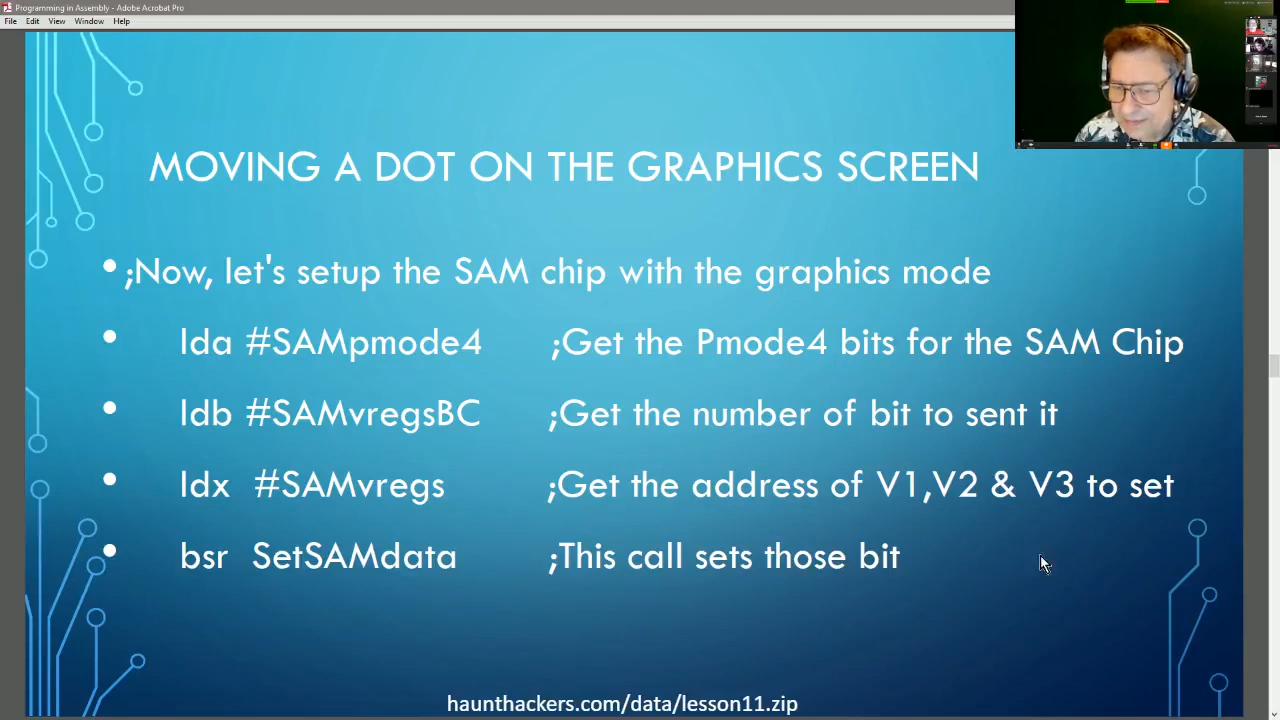 Programming in Assembly - Adobe Acrobat Pro
File Edit View Window Help
MOVING A DOT ON THE GRAPHICS SCREEN
• ;Now, let's setup the SAM chip with the graphics mode
• lda #SAMpmode4 ;Get the Pmode4 bits for the SAM Chip
• ldb #SAMvregsBC ;Get the number of bit to sent it
• ldx #SAMvregs ;Get the address of V1,V2 & V3 to set
• bsr SetSAMdata ;This call sets those bit
haunthackers.com/data/lesson11.zip